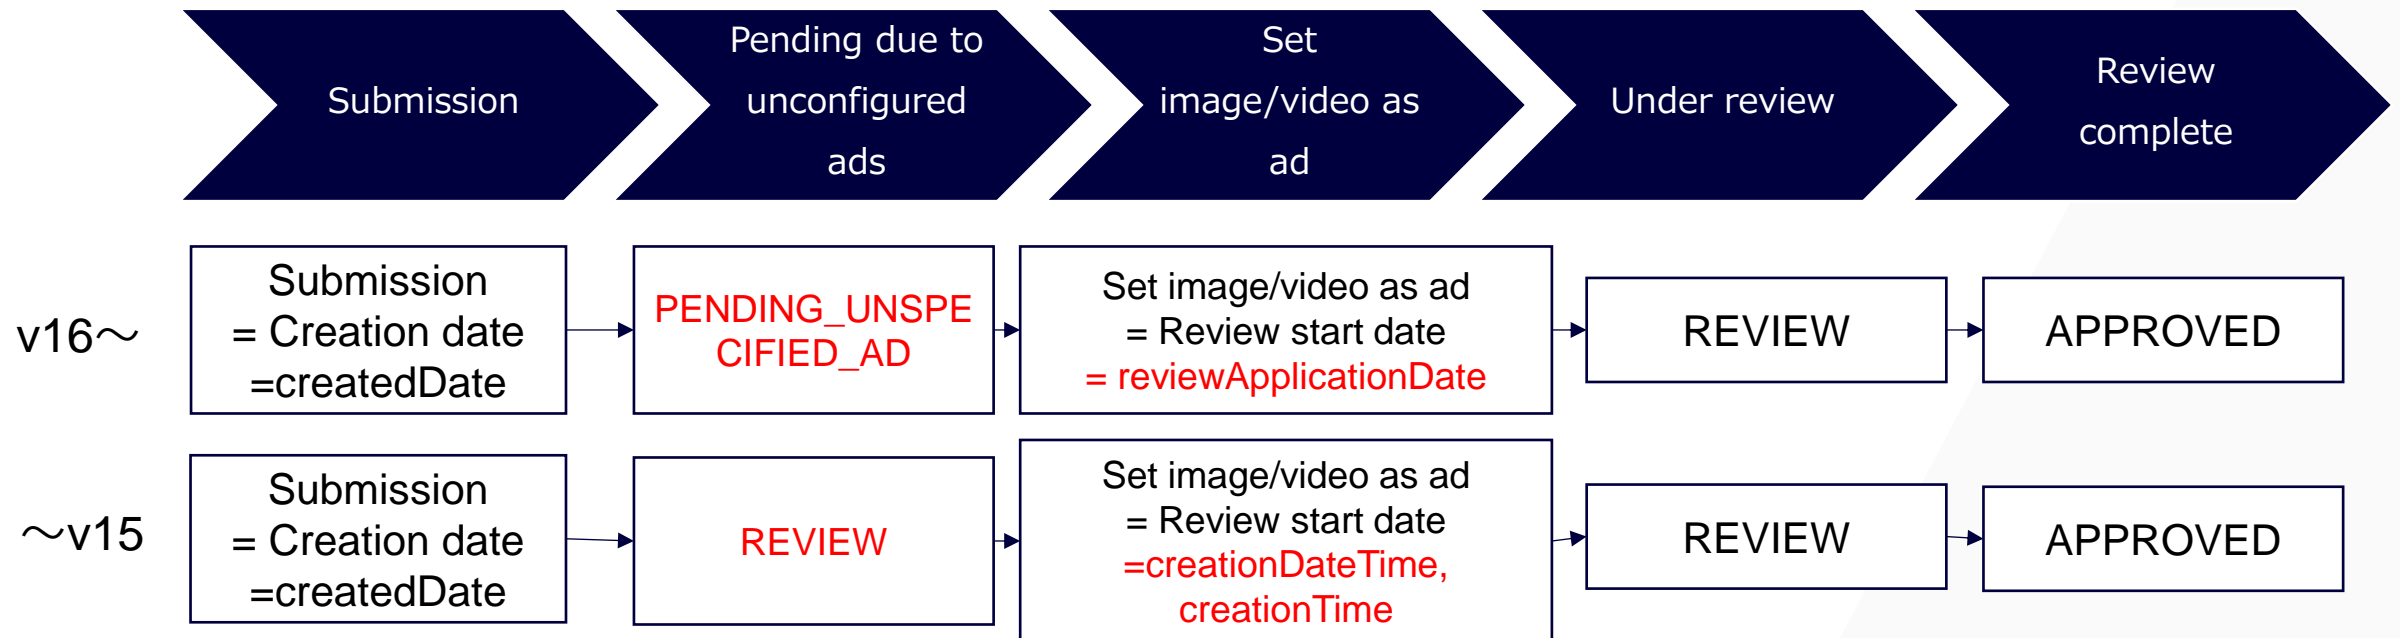 Submission
Pending due to
unconfigured
ads
Set
image/video as
ad
Under review
Review
complete
v16～
Submission
= Creation date
=createdDate
PENDING_UNSPE
CIFIED_AD
Set image/video as ad
= Review start date
= reviewApplicationDate
REVIEW
APPROVED
～v15
Submission
= Creation date
=createdDate
REVIEW
Set image/video as ad
= Review start date
=creationDateTime,
creationTime
REVIEW
APPROVED